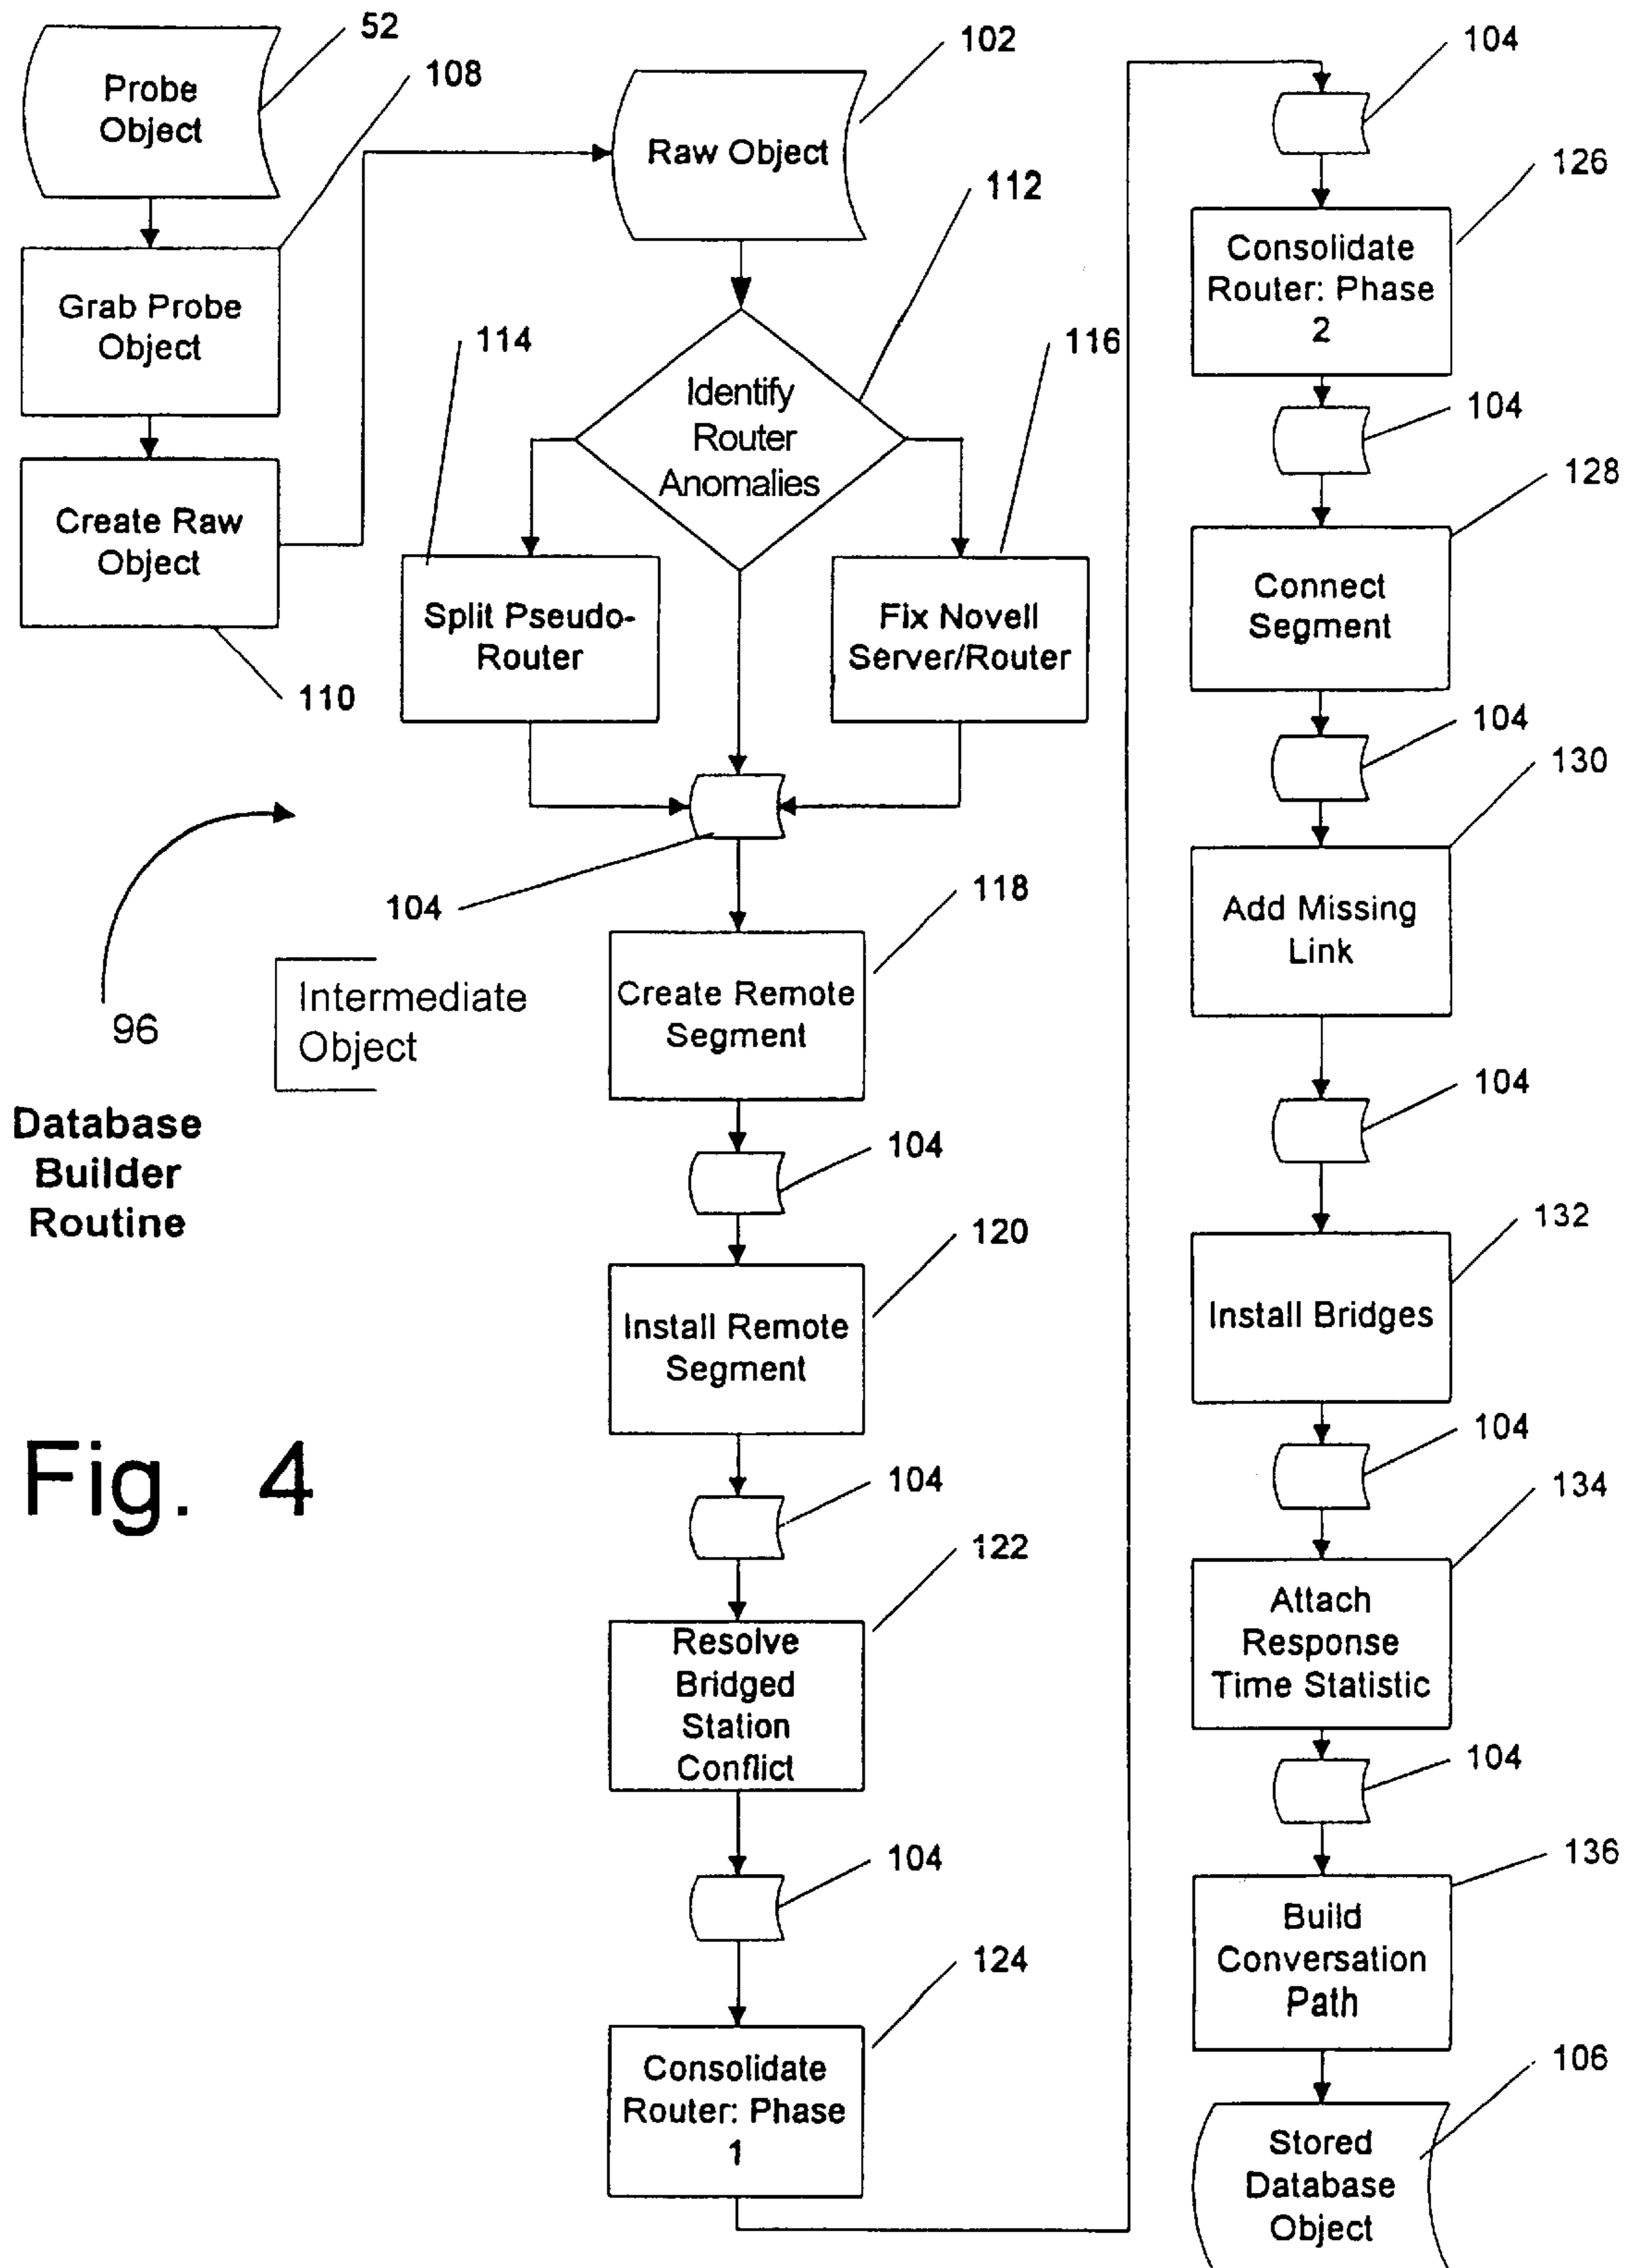 52
Probe
Object
108
Grab Probe
Object
Create Raw
Object
110
102
Raw Object
112
Identify
Router
Anomalies
114
Split Pseudo-
Router
116
Fix Novell
Server/Router
104
96
Database
Builder
Routine
Intermediate
Object
118
Create Remote
Segment
104
120
Install Remote
Segment
104
122
Resolve
Bridged
Station
Conflict
104
124
Consolidate
Router: Phase
1
104
126
Consolidate
Router: Phase
2
104
128
Connect
Segment
104
130
Add Missing
Link
104
132
Install Bridges
104
134
Attach
Response
Time Statistic
104
136
Build
Conversation
Path
106
Stored
Database
Object
Fig. 4